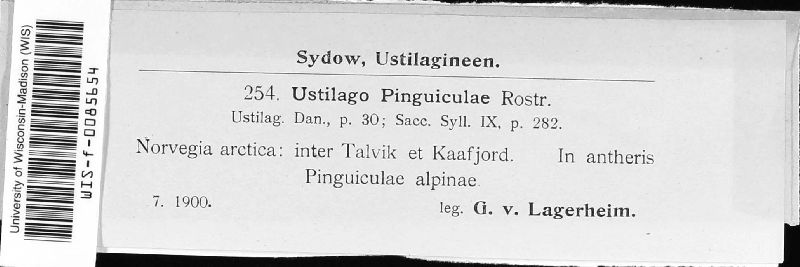 University of Wisconsin-Madison (WIS)
WIS-f-0085654
Sydow, Ustilagineen.
254. Ustilago Pinguiculae Rostr.
Ustilag. Dan., p. 30; Sacc. Syll. IX, p. 282.
Norvegia arctica: inter Talvik et Kaafjord. In antheris
Pinguiculae alpinae.
7. 1900. leg. G. v. Lagerheim.